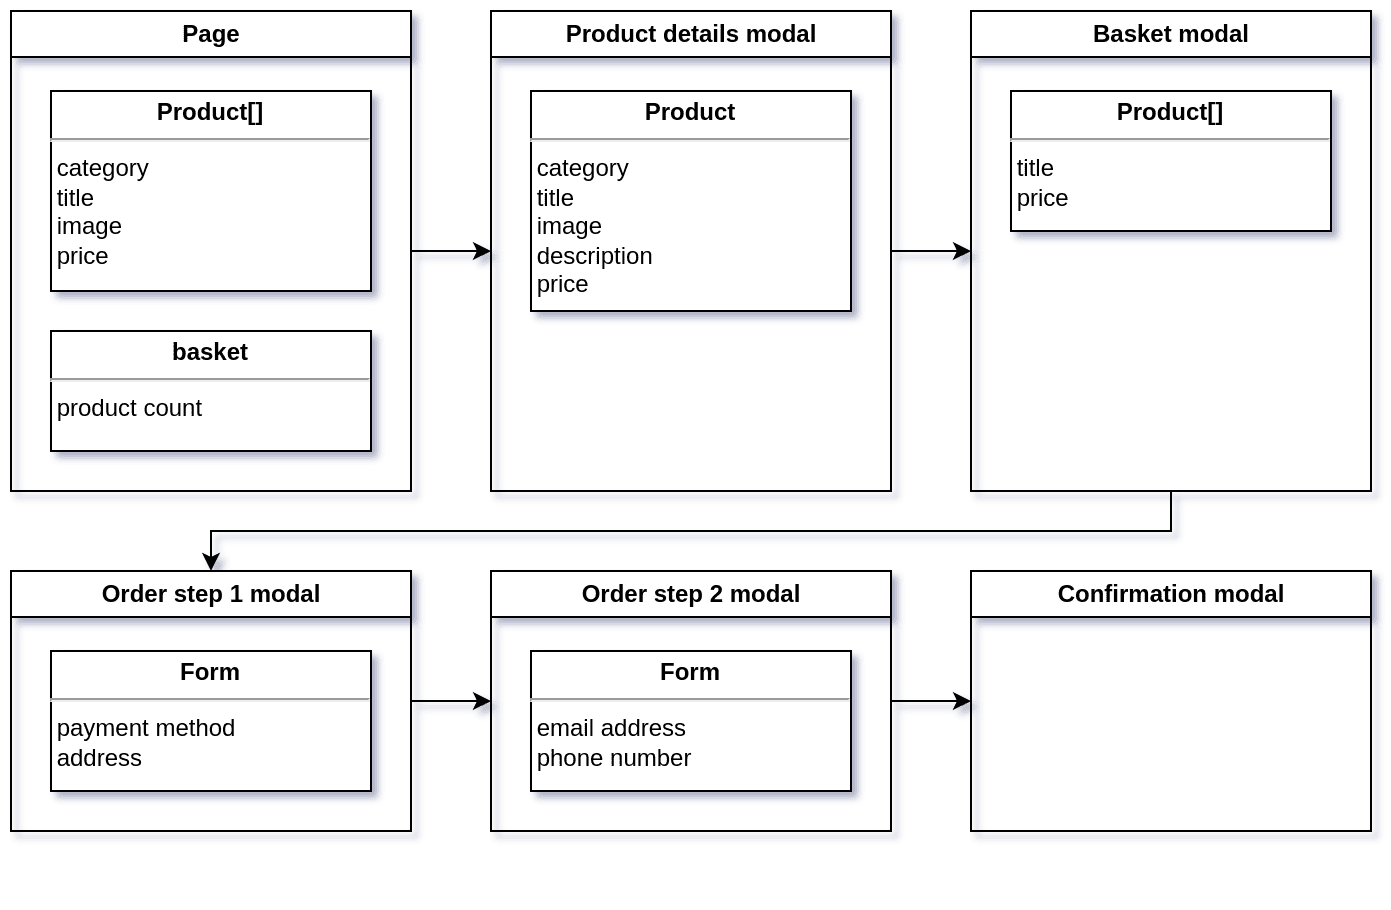 Page
Product[]
category
title
image
price
basket
product count
Product details modal
Product
category
title
image
description
price
Basket modal
Product[]
title
price
Order step 1 modal
Form
payment method
address
Order step 2 modal
Form
email address
phone number
Confirmation modal